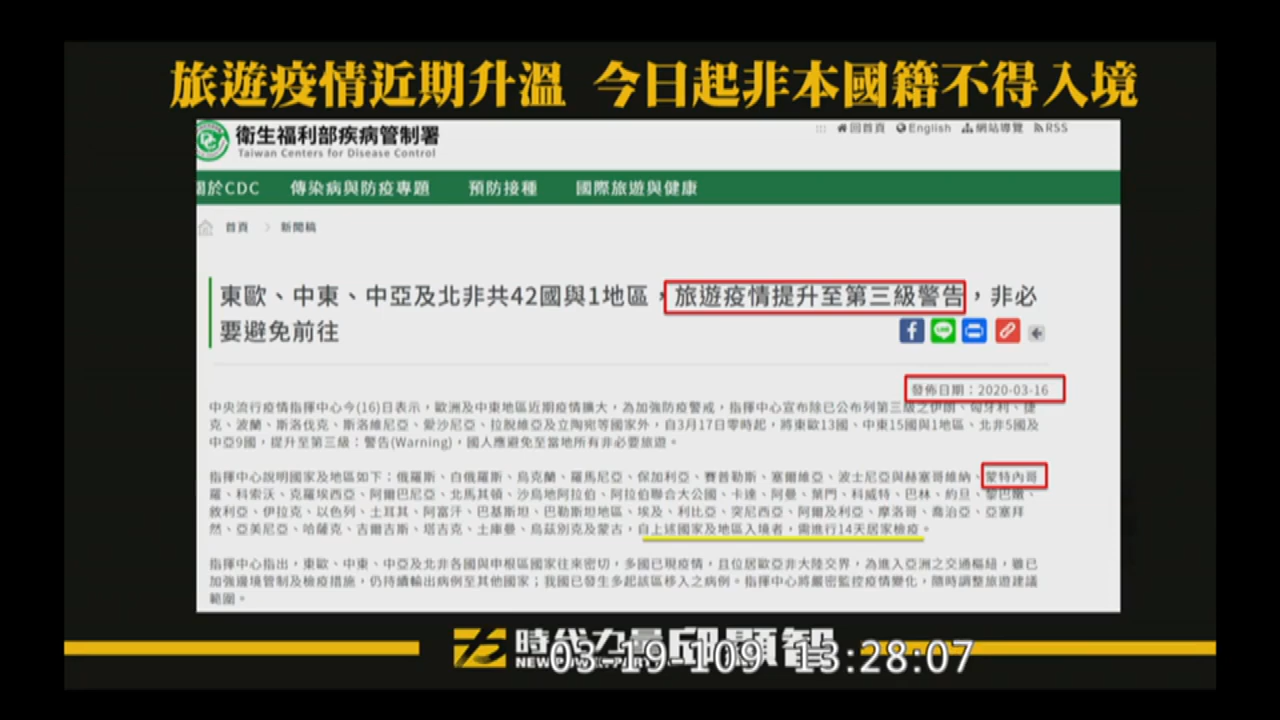 旅遊疫情近期升溫 今日起非本國籍不得入境
衛生福利部疾病管制署
Taiwan Centers for Disease Control
回首頁 English 網站導覽 RSS
關於CDC 傳染病與防疫專題 預防接種 國際旅遊與健康
首頁 > 新聞稿
東歐、中東、中亞及北非共42國與1地區，旅遊疫情提升至第三級警告，非必
要避免前往
發佈日期：2020-03-16
中央流行疫情指揮中心今(16)日表示，歐洲及中東地區近期疫情擴大，為加強防疫警戒，指揮中心宣布除已公布列第三級之伊朗、匈牙利、捷
克、波蘭、斯洛伐克、斯洛維尼亞、愛沙尼亞、拉脫維亞及立陶宛等國家外，自3月17日零時起，將東歐13國、中東15國與1地區、北非5國及
中亞9國，提升至第三級：警告(Warning)，國人應避免至當地所有非必要旅遊。
指揮中心說明國家及地區如下：俄羅斯、白俄羅斯、烏克蘭、羅馬尼亞、保加利亞、賽普勒斯、塞爾維亞、波士尼亞與赫塞哥維納、蒙特內哥
羅、科索沃、克羅埃西亞、阿爾巴尼亞、北馬其頓、沙烏地阿拉伯、阿拉伯聯合大公國、卡達、阿曼、葉門、科威特、巴林、約旦、黎巴嫩、
敘利亞、伊拉克、以色列、土耳其、阿富汗、巴基斯坦、巴勒斯坦地區、埃及、利比亞、突尼西亞、阿爾及利亞、摩洛哥、喬治亞、亞塞拜
然、亞美尼亞、哈薩克、吉爾吉斯、塔吉克、土庫曼、烏茲別克及蒙古，自上述國家及地區入境者，需進行14天居家檢疫。
指揮中心指出，東歐、中東、中亞及北非各國與申根區國家往來密切，多國已現疫情，且位居歐亞非大陸交界，為進入亞洲之交通樞紐，雖已
加強邊境管制及檢疫措施，仍持續輸出病例至其他國家；我國已發生多起該區移入之病例。指揮中心將嚴密監控疫情變化，隨時調整旅遊建議
範圍。
時代力量 邱顯智
NEW POWER PARTY
03-19-109 13:28:07